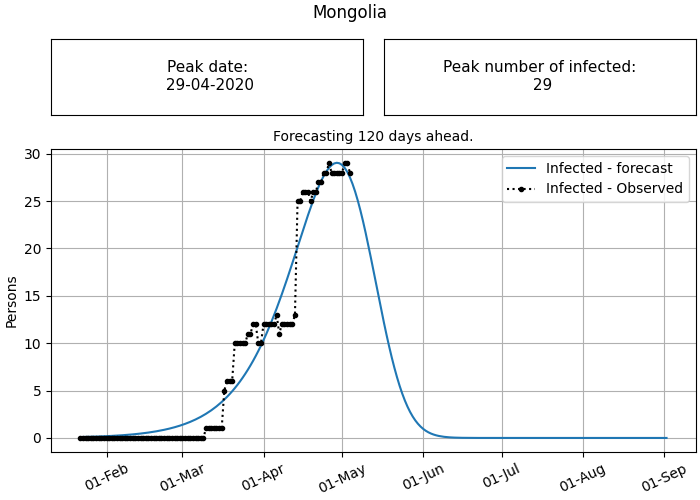 Mongolia
Peak date:
29-04-2020
Peak number of infected:
29
Forecasting 120 days ahead.
Infected - forecast
Infected - Observed
Persons
30
25
20
15
10
5
0
01-Feb
01-Mar
01-Apr
01-May
01-Jun
01-Jul
01-Aug
01-Sep